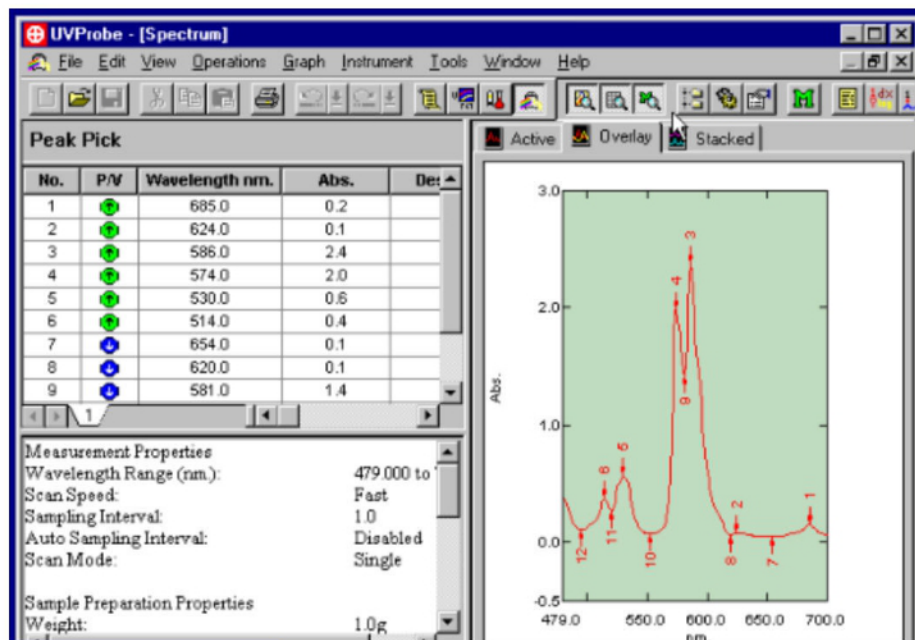 UVProbe - [Spectrum]
File Edit View Operations Graph Instrument Tools Window Help
Peak Pick
No. P/V Wavelength nm. Abs. Des
1 685.0 0.2
2 624.0 0.1
3 586.0 2.4
4 574.0 2.0
5 530.0 0.6
6 514.0 0.4
7 654.0 0.1
8 620.0 0.1
9 581.0 1.4
1
Measurement Properties
Wavelength Range (nm.): 479.000 to
Scan Speed: Fast
Sampling Interval: 1.0
Auto Sampling Interval: Disabled
Scan Mode: Single
Sample Preparation Properties
Weight: 1.0g
Active Overlay Stacked
3.0
2.0
1.0
0.0
-0.5
Abs.
12
6
11
5
10
4
9
3
8
2
7
1
479.0 550.0 600.0 650.0 700.0
nm